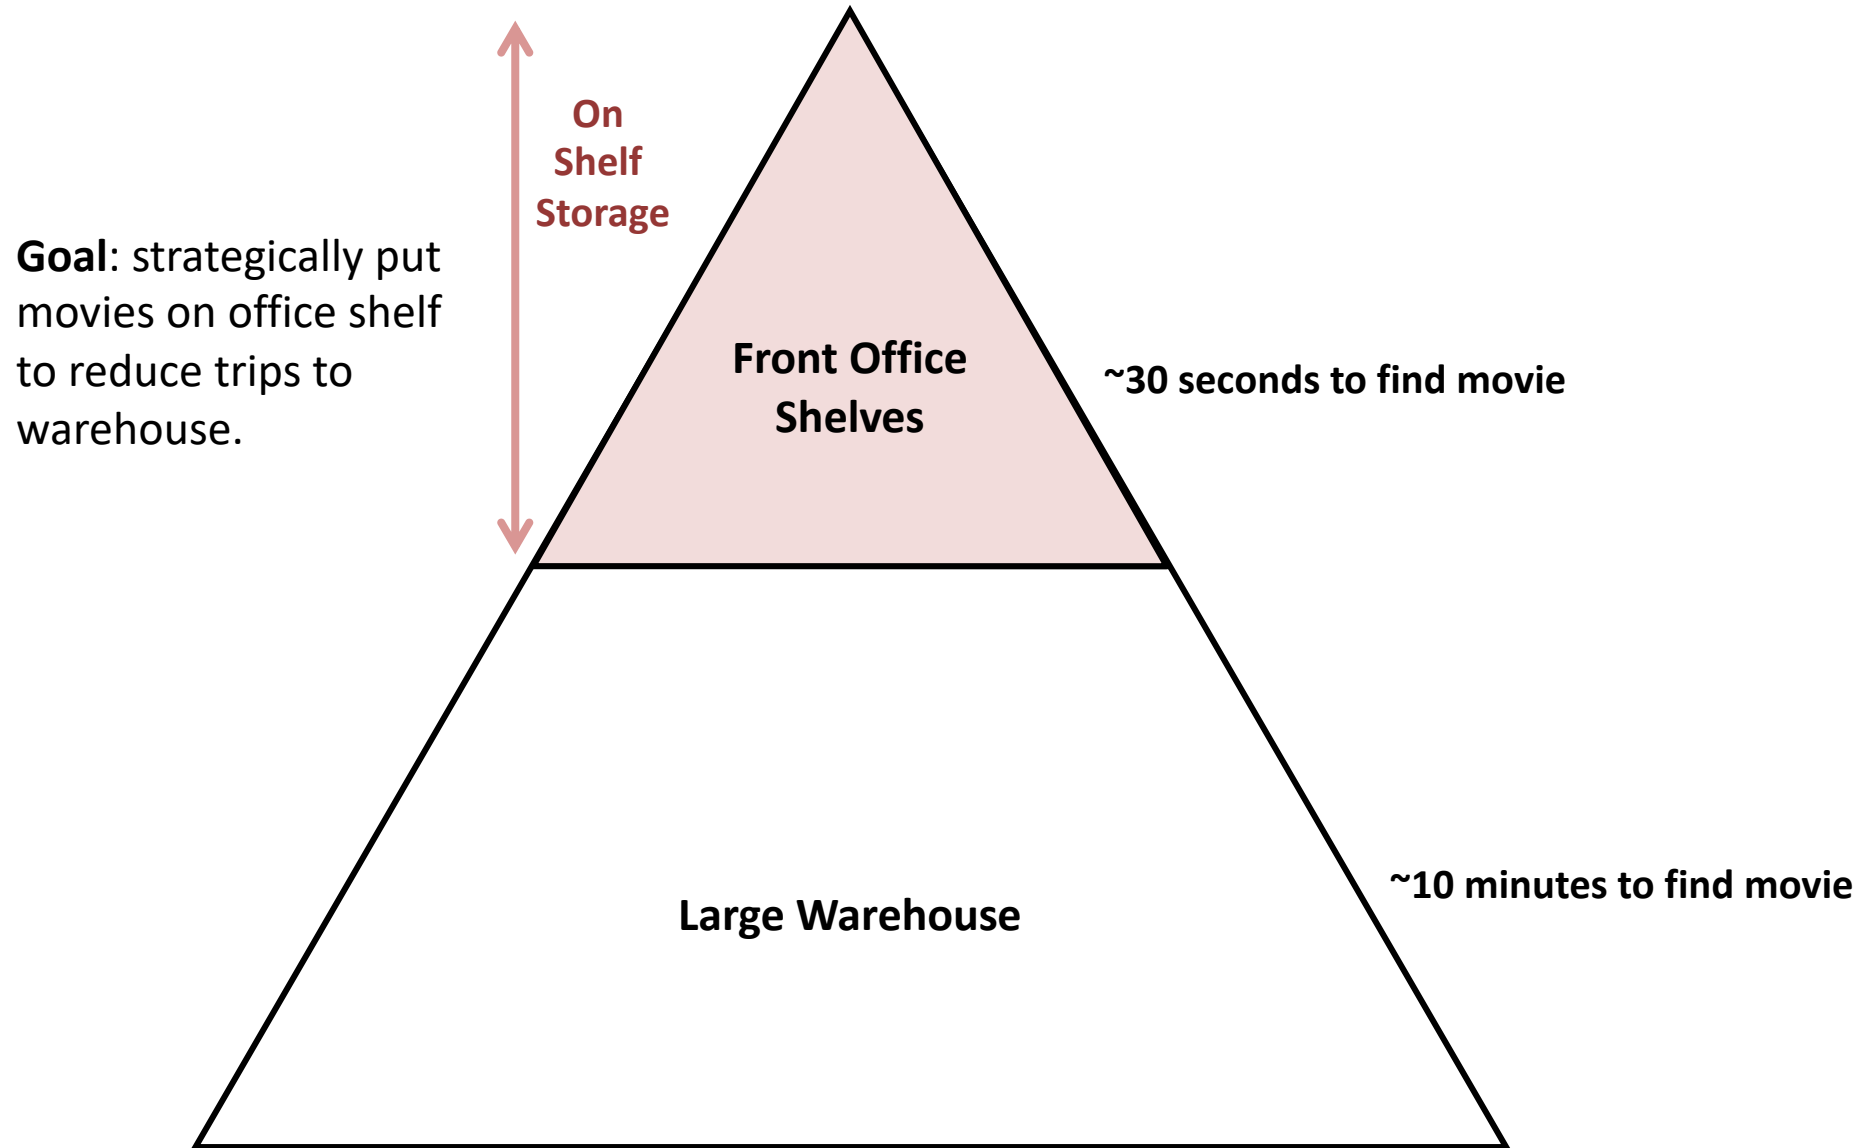 On
Shelf
Storage
Goal: strategically put
movies on office shelf
to reduce trips to
warehouse.
Front Office
Shelves
~30 seconds to find movie
~10 minutes to find movie
Large Warehouse